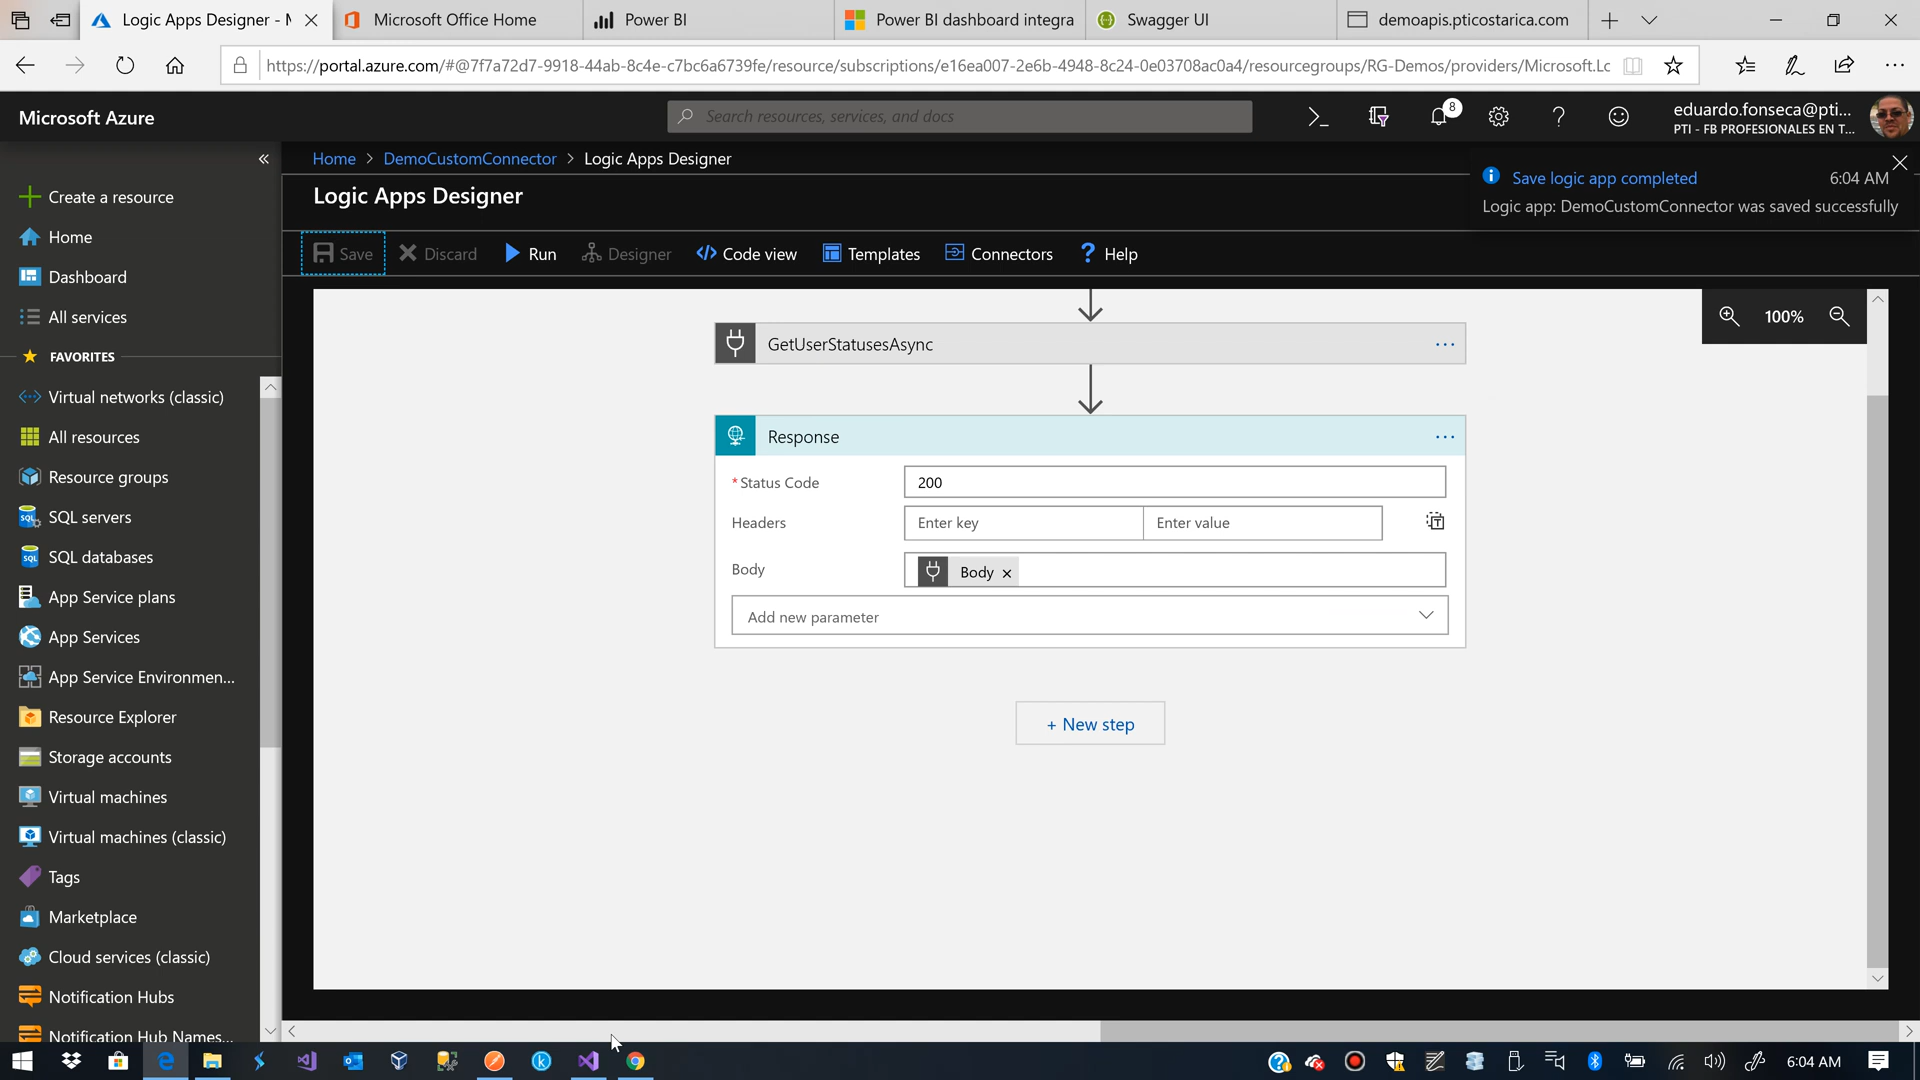 Logic Apps Designer - M
Microsoft Office Home
Power BI
Power BI dashboard integra
Swagger UI
demoapis.pticostarica.com
https://portal.azure.com/#@7f7a72d7-9918-44ab-8c4e-c7bc6a6739fe/resource/subscriptions/e16ea007-2e6b-4948-8c24-0e03708ac0a4/resourcegroups/RG-Demos/providers/Microsoft.Lc
Microsoft Azure
Search resources, services, and docs
8
eduardo.fonseca@pti...
PTI - FB PROFESIONALES EN T...
Home > DemoCustomConnector > Logic Apps Designer
Logic Apps Designer
Save logic app completed
6:04 AM
Logic app: DemoCustomConnector was saved successfully
Save
Discard
Run
Designer
Code view
Templates
Connectors
Help
Create a resource
Home
Dashboard
All services
FAVORITES
Virtual networks (classic)
All resources
Resource groups
SQL servers
SQL databases
App Service plans
App Services
App Service Environmen...
Resource Explorer
Storage accounts
Virtual machines
Virtual machines (classic)
Tags
Marketplace
Cloud services (classic)
Notification Hubs
Notification Hub Names...
100%
GetUserStatusesAsync
Response
* Status Code
200
Headers
Enter key
Enter value
Body
Body ×
Add new parameter
+ New step
6:04 AM